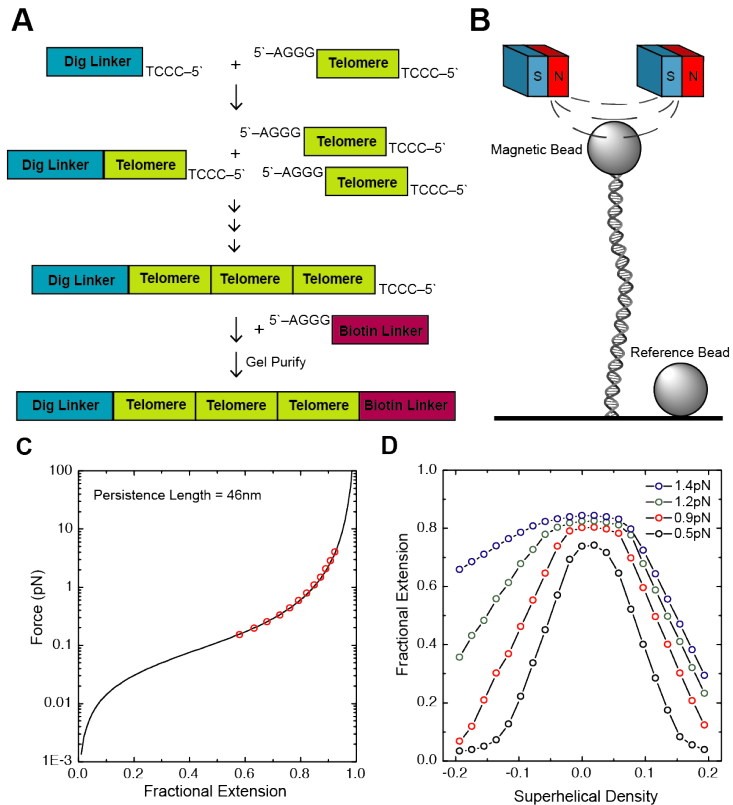 A
Dig Linker
TCCC–5`
+
5`–AGGG
Telomere
TCCC–5`
Dig Linker
Telomere
TCCC–5`
+
5`–AGGG
Telomere
TCCC–5`
5`–AGGG
Telomere
TCCC–5`
Dig Linker
Telomere
Telomere
Telomere
TCCC–5`
+
5`–AGGG
Biotin Linker
Gel Purify
Dig Linker
Telomere
Telomere
Telomere
Biotin Linker
B
S
N
S
N
Magnetic Bead
Reference Bead
C
Persistence Length = 46nm
Force (pN)
100
10
1
0.1
0.01
1E-3
0.0 0.2 0.4 0.6 0.8 1.0
Fractional Extension
D
1.4pN
1.2pN
0.9pN
0.5pN
Fractional Extension
1.0
0.8
0.6
0.4
0.2
0.0
-0.2 -0.1 0.0 0.1 0.2
Superhelical Density